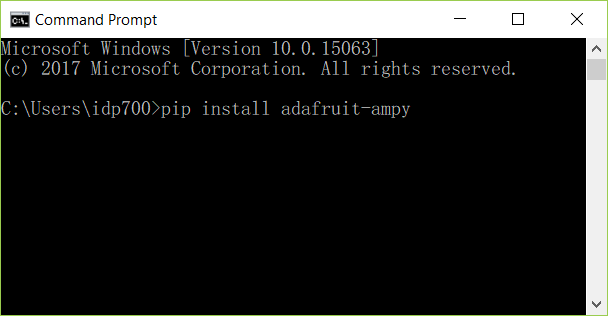 Command Prompt
Microsoft Windows [Version 10.0.15063]
(c) 2017 Microsoft Corporation. All rights reserved.
C:\Users\idp700>pip install adafruit-ampy